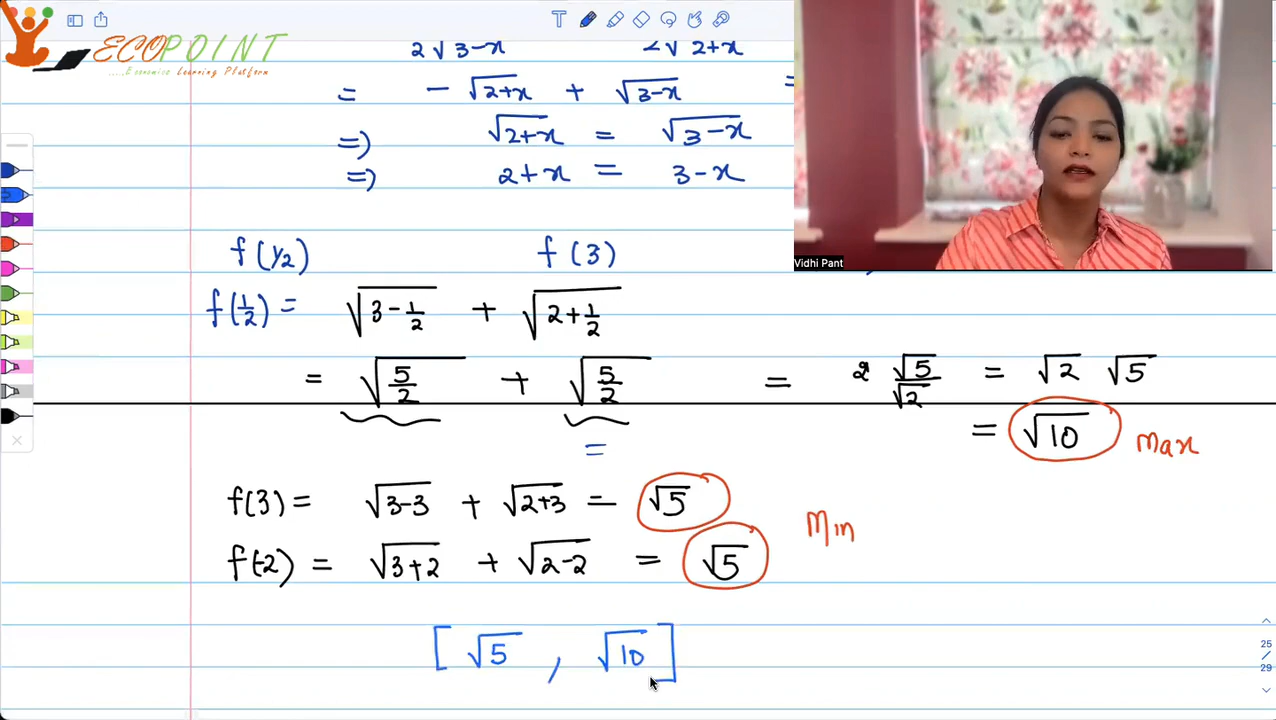 ECOPOINT
....Economics Learning Platform
2√3-x 2√2+x
= - √2+x + √3-x =
=) √2+x = √3-x
=) 2+x = 3-x
Vidhi Pant
f(1/2) f(3)
f(1/2) = √3-1/2 + √2+1/2
= √5/2 + √5/2 = 2 √5/√2 = √2 √5
= √10 Max
=
f(3) = √3-3 + √2+3 = √5
Min
f(-2) = √3+2 + √2-2 = √5
[ √5 , √10 ]
25
/
29